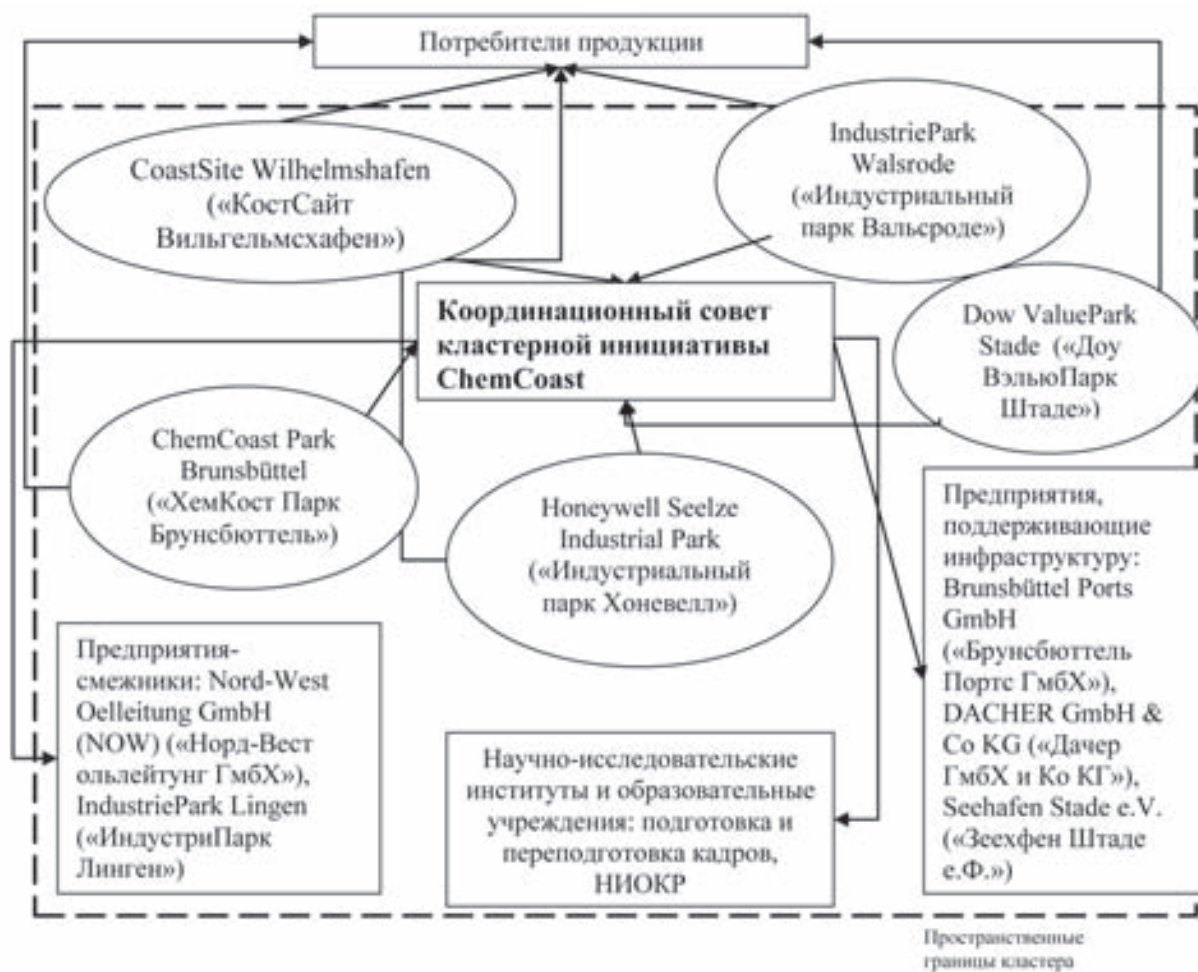 Потребители продукции
CoastSite Wilhelmshafen
(«КостСайт
Вильгельмсхафен»)
IndustriePark
Walsrode
(«Индустриальный
парк Вальсроде»)
Координационный совет
кластерной инициативы
ChemCoast
Dow ValuePark
Stade («Доу
ВэльюПарк
Штаде»)
ChemCoast Park
Brunsbüttel
(«ХемКост Парк
Брунсбюттель»)
Honeywell Seelze
Industrial Park
(«Индустриальный
парк Хоневелл»)
Предприятия,
поддерживающие
инфраструктуру:
Brunsbüttel Ports
GmbH
(«Брунсбюттель
Портс ГмбХ»),
DACHER GmbH &
Co KG («Дачер
ГмбХ и Ко КГ»),
Seehafen Stade e.V.
(«Зеехфен Штаде
е.Ф.»)
Предприятия-
смежники: Nord-West
Oelleitung GmbH
(NOW) («Норд-Вест
ольлейтунг ГмбХ»),
IndustriePark Lingen
(«ИндустриПарк
Линген»)
Научно-исследовательские
институты и образовательные
учреждения: подготовка и
переподготовка кадров,
НИОКР
Пространственные
границы кластера